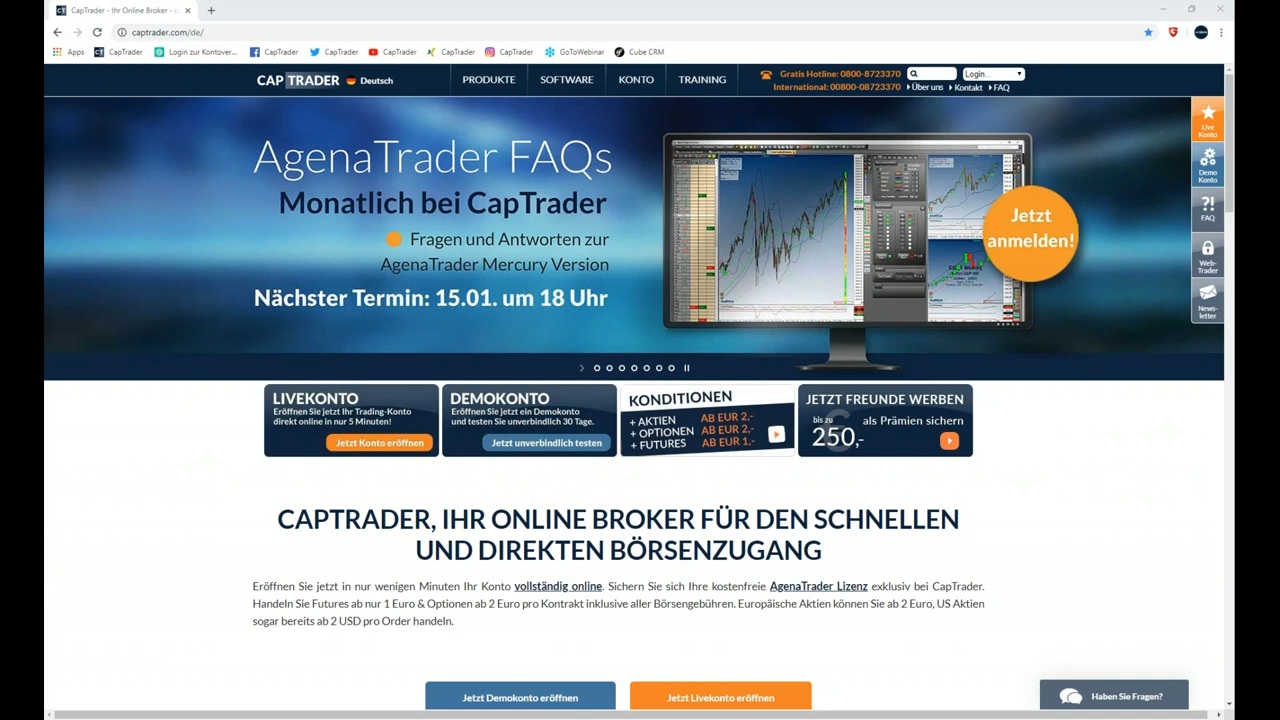 CapTrader - Ihr Online Broker - c
captrader.com/de/
Apps CapTrader Login zur Kontover... CapTrader CapTrader CapTrader CapTrader CapTrader GoToWebinar Cube CRM
CAP TRADER Deutsch PRODUKTE SOFTWARE KONTO TRAINING
Gratis Hotline: 0800-8723370 Login...
International: 00800-08723370 Über uns Kontakt FAQ
AgenaTrader FAQs
Monatlich bei CapTrader
Fragen und Antworten zur
AgenaTrader Mercury Version
Nächster Termin: 15.01. um 18 Uhr
Jetzt
anmelden!
Live
Konto
Demo
Konto
?!
FAQ
Web-
Trader
News-
letter
LIVEKONTO
Eröffnen Sie jetzt Ihr Trading-Konto
direkt online in nur 5 Minuten!
Jetzt Konto eröffnen
DEMOKONTO
Eröffnen Sie jetzt ein Demokonto
und testen Sie unverbindlich 30 Tage.
Jetzt unverbindlich testen
KONDITIONEN
+ AKTIEN AB EUR 2,-
+ OPTIONEN AB EUR 2,-
+ FUTURES AB EUR 1,-
JETZT FREUNDE WERBEN
bis zu als Prämien sichern
€
250,-
CAPTRADER, IHR ONLINE BROKER FÜR DEN SCHNELLEN
UND DIREKTEN BÖRSENZUGANG
Eröffnen Sie jetzt in nur wenigen Minuten Ihr Konto vollständig online. Sichern Sie sich Ihre kostenfreie AgenaTrader Lizenz exklusiv bei CapTrader.
Handeln Sie Futures ab nur 1 Euro & Optionen ab 2 Euro pro Kontrakt inklusive aller Börsengebühren. Europäische Aktien können Sie ab 2 Euro, US Aktien
sogar bereits ab 2 USD pro Order handeln.
Jetzt Demokonto eröffnen Jetzt Livekonto eröffnen
Haben Sie Fragen?